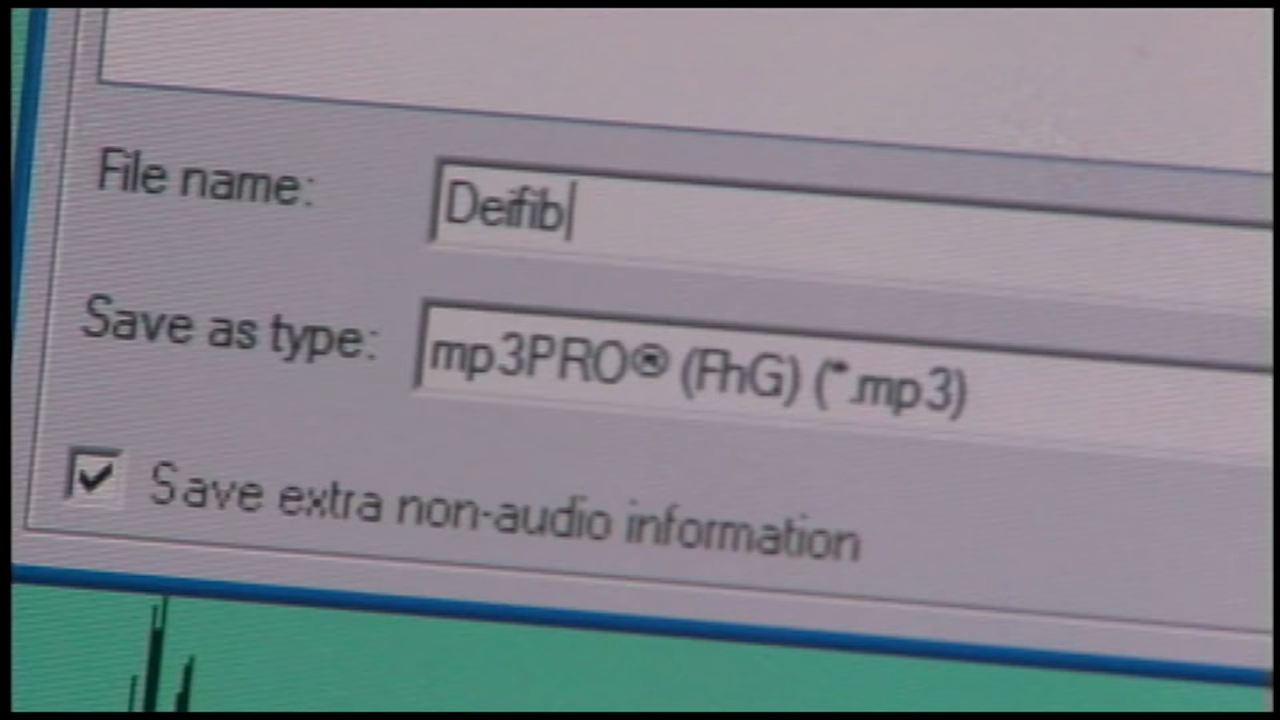 File name: Deifib
Save as type: mp3PRO® (FhG) (*.mp3)
Save extra non-audio information